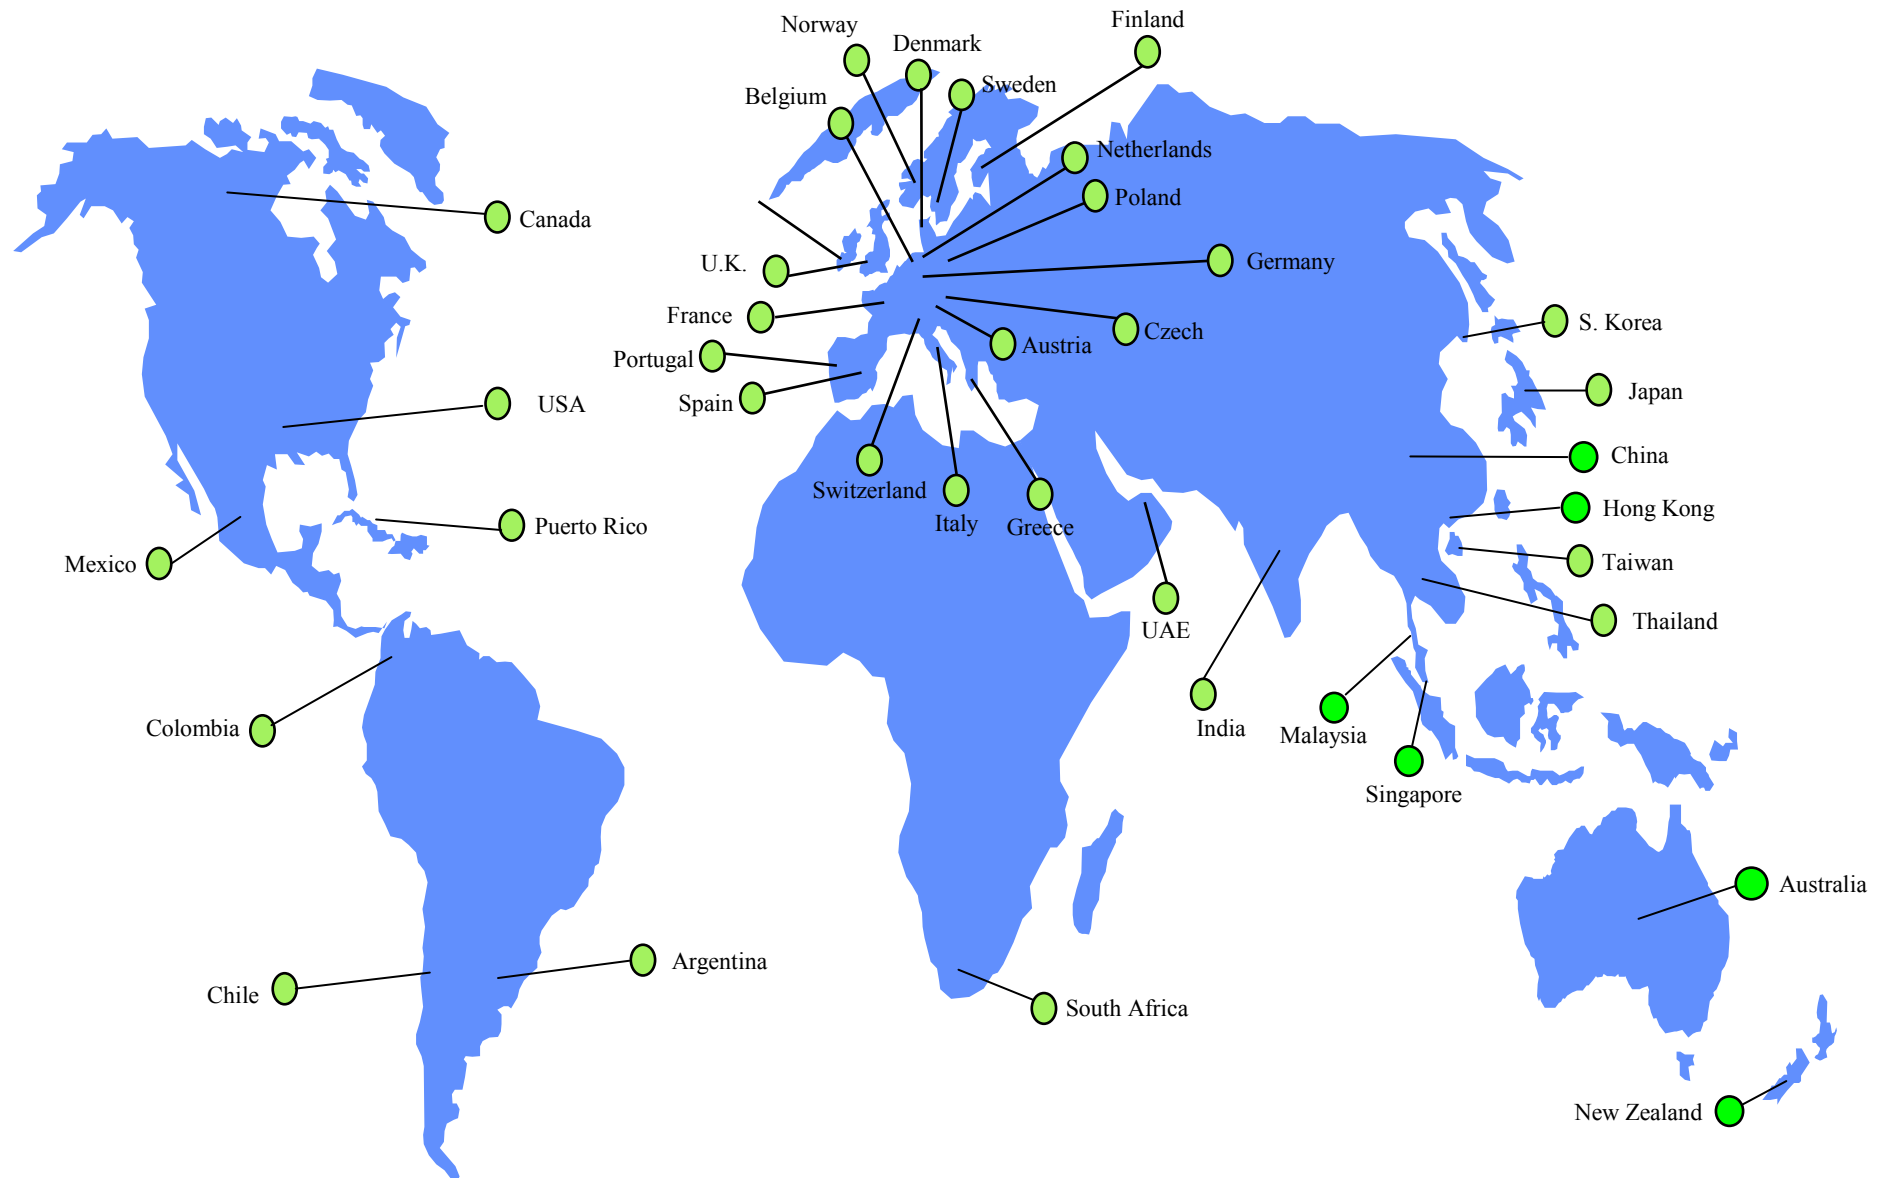 Finland
Norway
Denmark
Sweden
Belgium
Netherlands
Poland
Canada
U.K.
Germany
France
S. Korea
Czech
Austria
Portugal
Japan
Spain
USA
China
Switzerland
Hong Kong
Italy
Greece
Puerto Rico
Taiwan
Mexico
Thailand
UAE
Colombia
India
Malaysia
Singapore
Australia
Argentina
Chile
South Africa
New Zealand